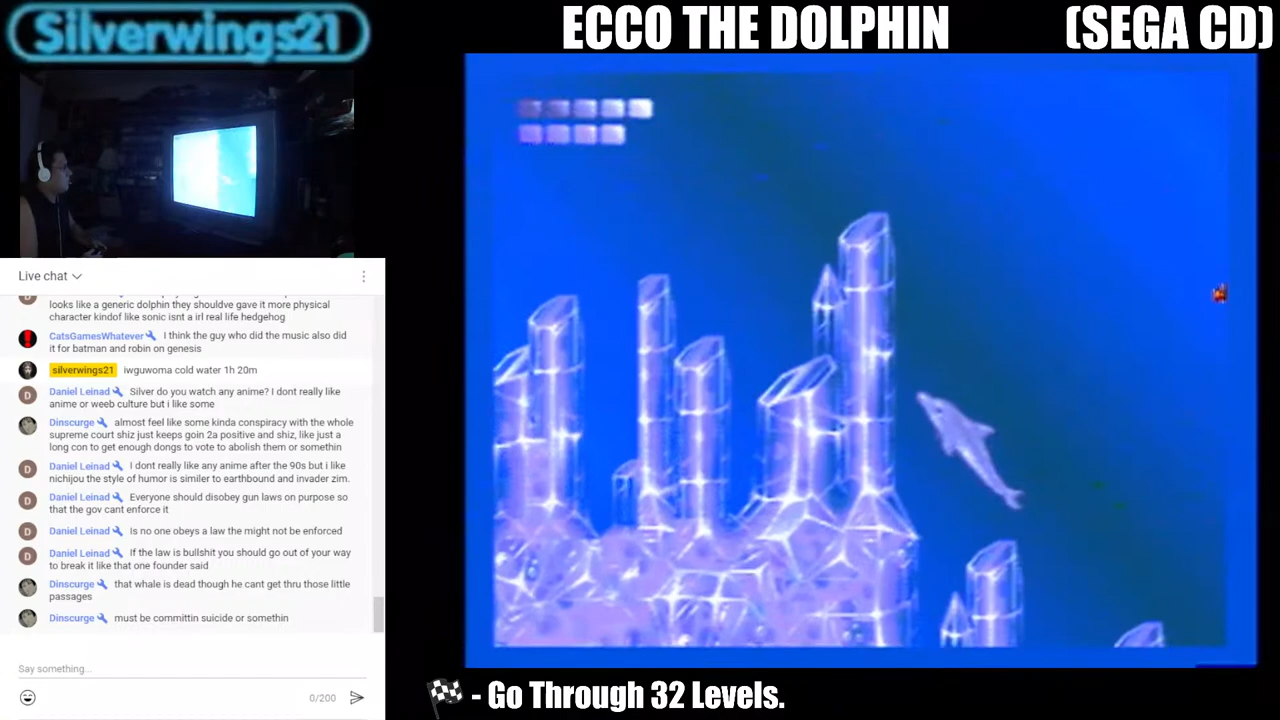 Silverwings21
ECCO THE DOLPHIN (SEGA CD)
Live chat
looks like a generic dolphin they shouldve gave it more physical
character kindof like sonic isnt a irl real life hedgehog
CatsGamesWhatever I think the guy who did the music also did
it for batman and robin on genesis
silverwings21 iwguwoma cold water 1h 20m
D Daniel Leinad Silver do you watch any anime? I dont really like
anime or weeb culture but i like some
Dinscurge almost feel like some kinda conspiracy with the whole
supreme court shiz just keeps goin 2a positive and shiz, like just a
long con to get enough dongs to vote to abolish them or somethin
D Daniel Leinad I dont really like any anime after the 90s but i like
nichijou the style of humor is similer to earthbound and invader zim.
D Daniel Leinad Everyone should disobey gun laws on purpose so
that the gov cant enforce it
D Daniel Leinad Is no one obeys a law the might not be enforced
D Daniel Leinad If the law is bullshit you should go out of your way
to break it like that one founder said
Dinscurge that whale is dead though he cant get thru those little
passages
Dinscurge must be committin suicide or somethin
Say something...
0/200
- Go Through 32 Levels.